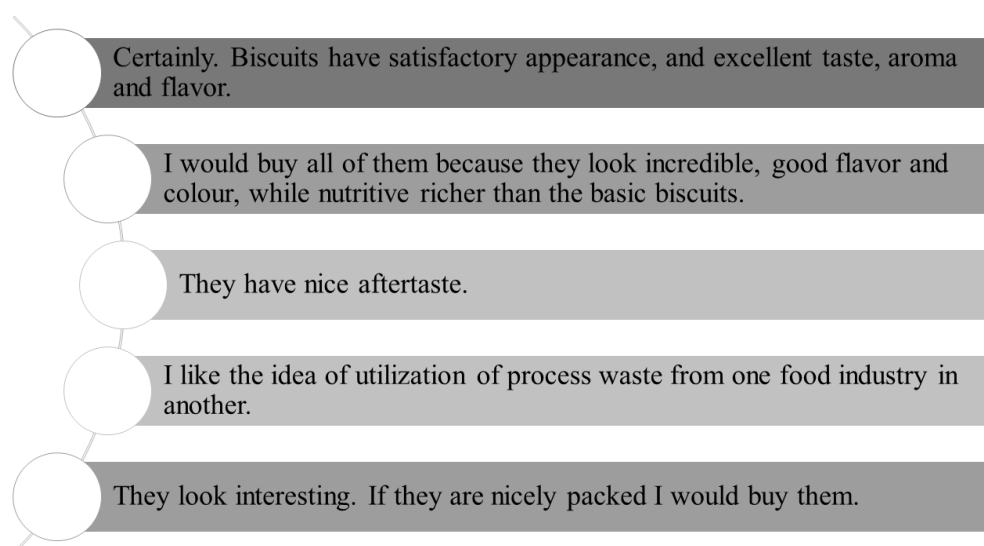 Certainly. Biscuits have satisfactory appearance, and excellent taste, aroma
and flavor.
I would buy all of them because they look incredible, good flavor and
colour, while nutritive richer than the basic biscuits.
They have nice aftertaste.
I like the idea of utilization of process waste from one food industry in
another.
They look interesting. If they are nicely packed I would buy them.